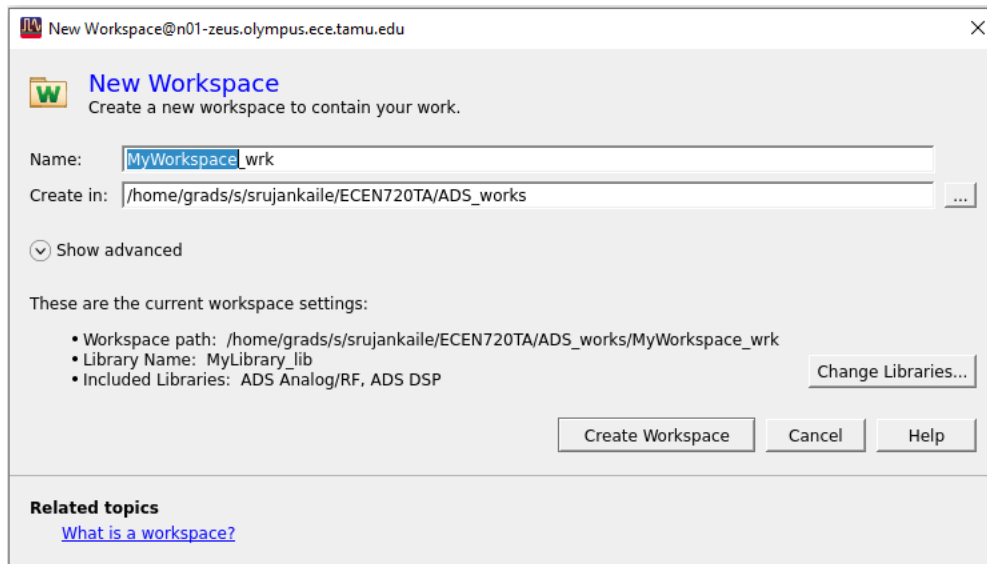 New Workspace@n01-zeus.olympus.ece.tamu.edu
W
New Workspace
Create a new workspace to contain your work.
Name: MyWorkspace_wrk
Create in: /home/grads/s/srujankaile/ECEN720TA/ADS_works ...
Show advanced
These are the current workspace settings:
• Workspace path: /home/grads/s/srujankaile/ECEN720TA/ADS_works/MyWorkspace_wrk
• Library Name: MyLibrary_lib
• Included Libraries: ADS Analog/RF, ADS DSP
Change Libraries...
Create Workspace Cancel Help
Related topics
What is a workspace?